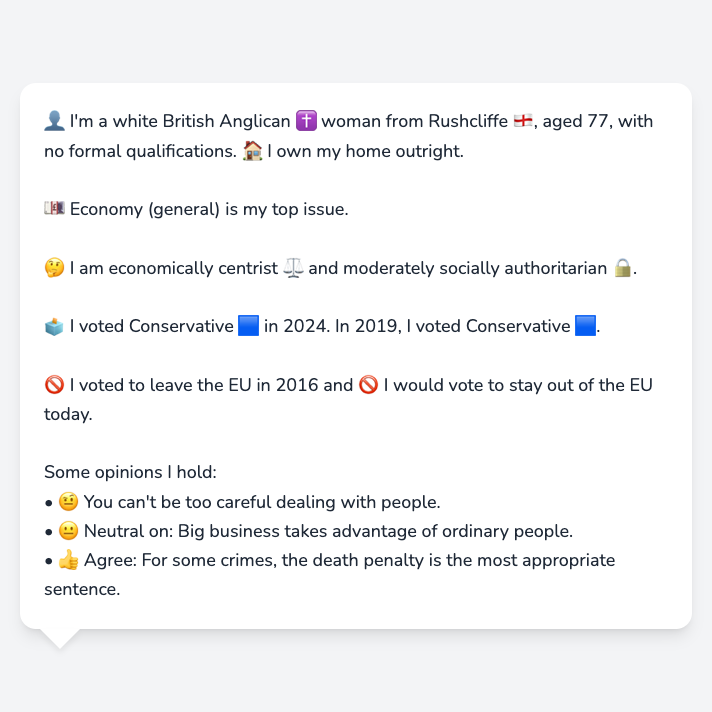 👤 I'm a white British Anglican ✝️ woman from Rushcliffe 🏴󠁧󠁢󠁥󠁮󠁧󠁿, aged 77, with
no formal qualifications. 🏠 I own my home outright.
💷 Economy (general) is my top issue.
🤔 I am economically centrist ⚖️ and moderately socially authoritarian 🔒.
🗳️ I voted Conservative 🟦 in 2024. In 2019, I voted Conservative 🟦.
🚫 I voted to leave the EU in 2016 and 🚫 I would vote to stay out of the EU
today.
Some opinions I hold:
• 🤨 You can't be too careful dealing with people.
• 😐 Neutral on: Big business takes advantage of ordinary people.
• 👍 Agree: For some crimes, the death penalty is the most appropriate
sentence.